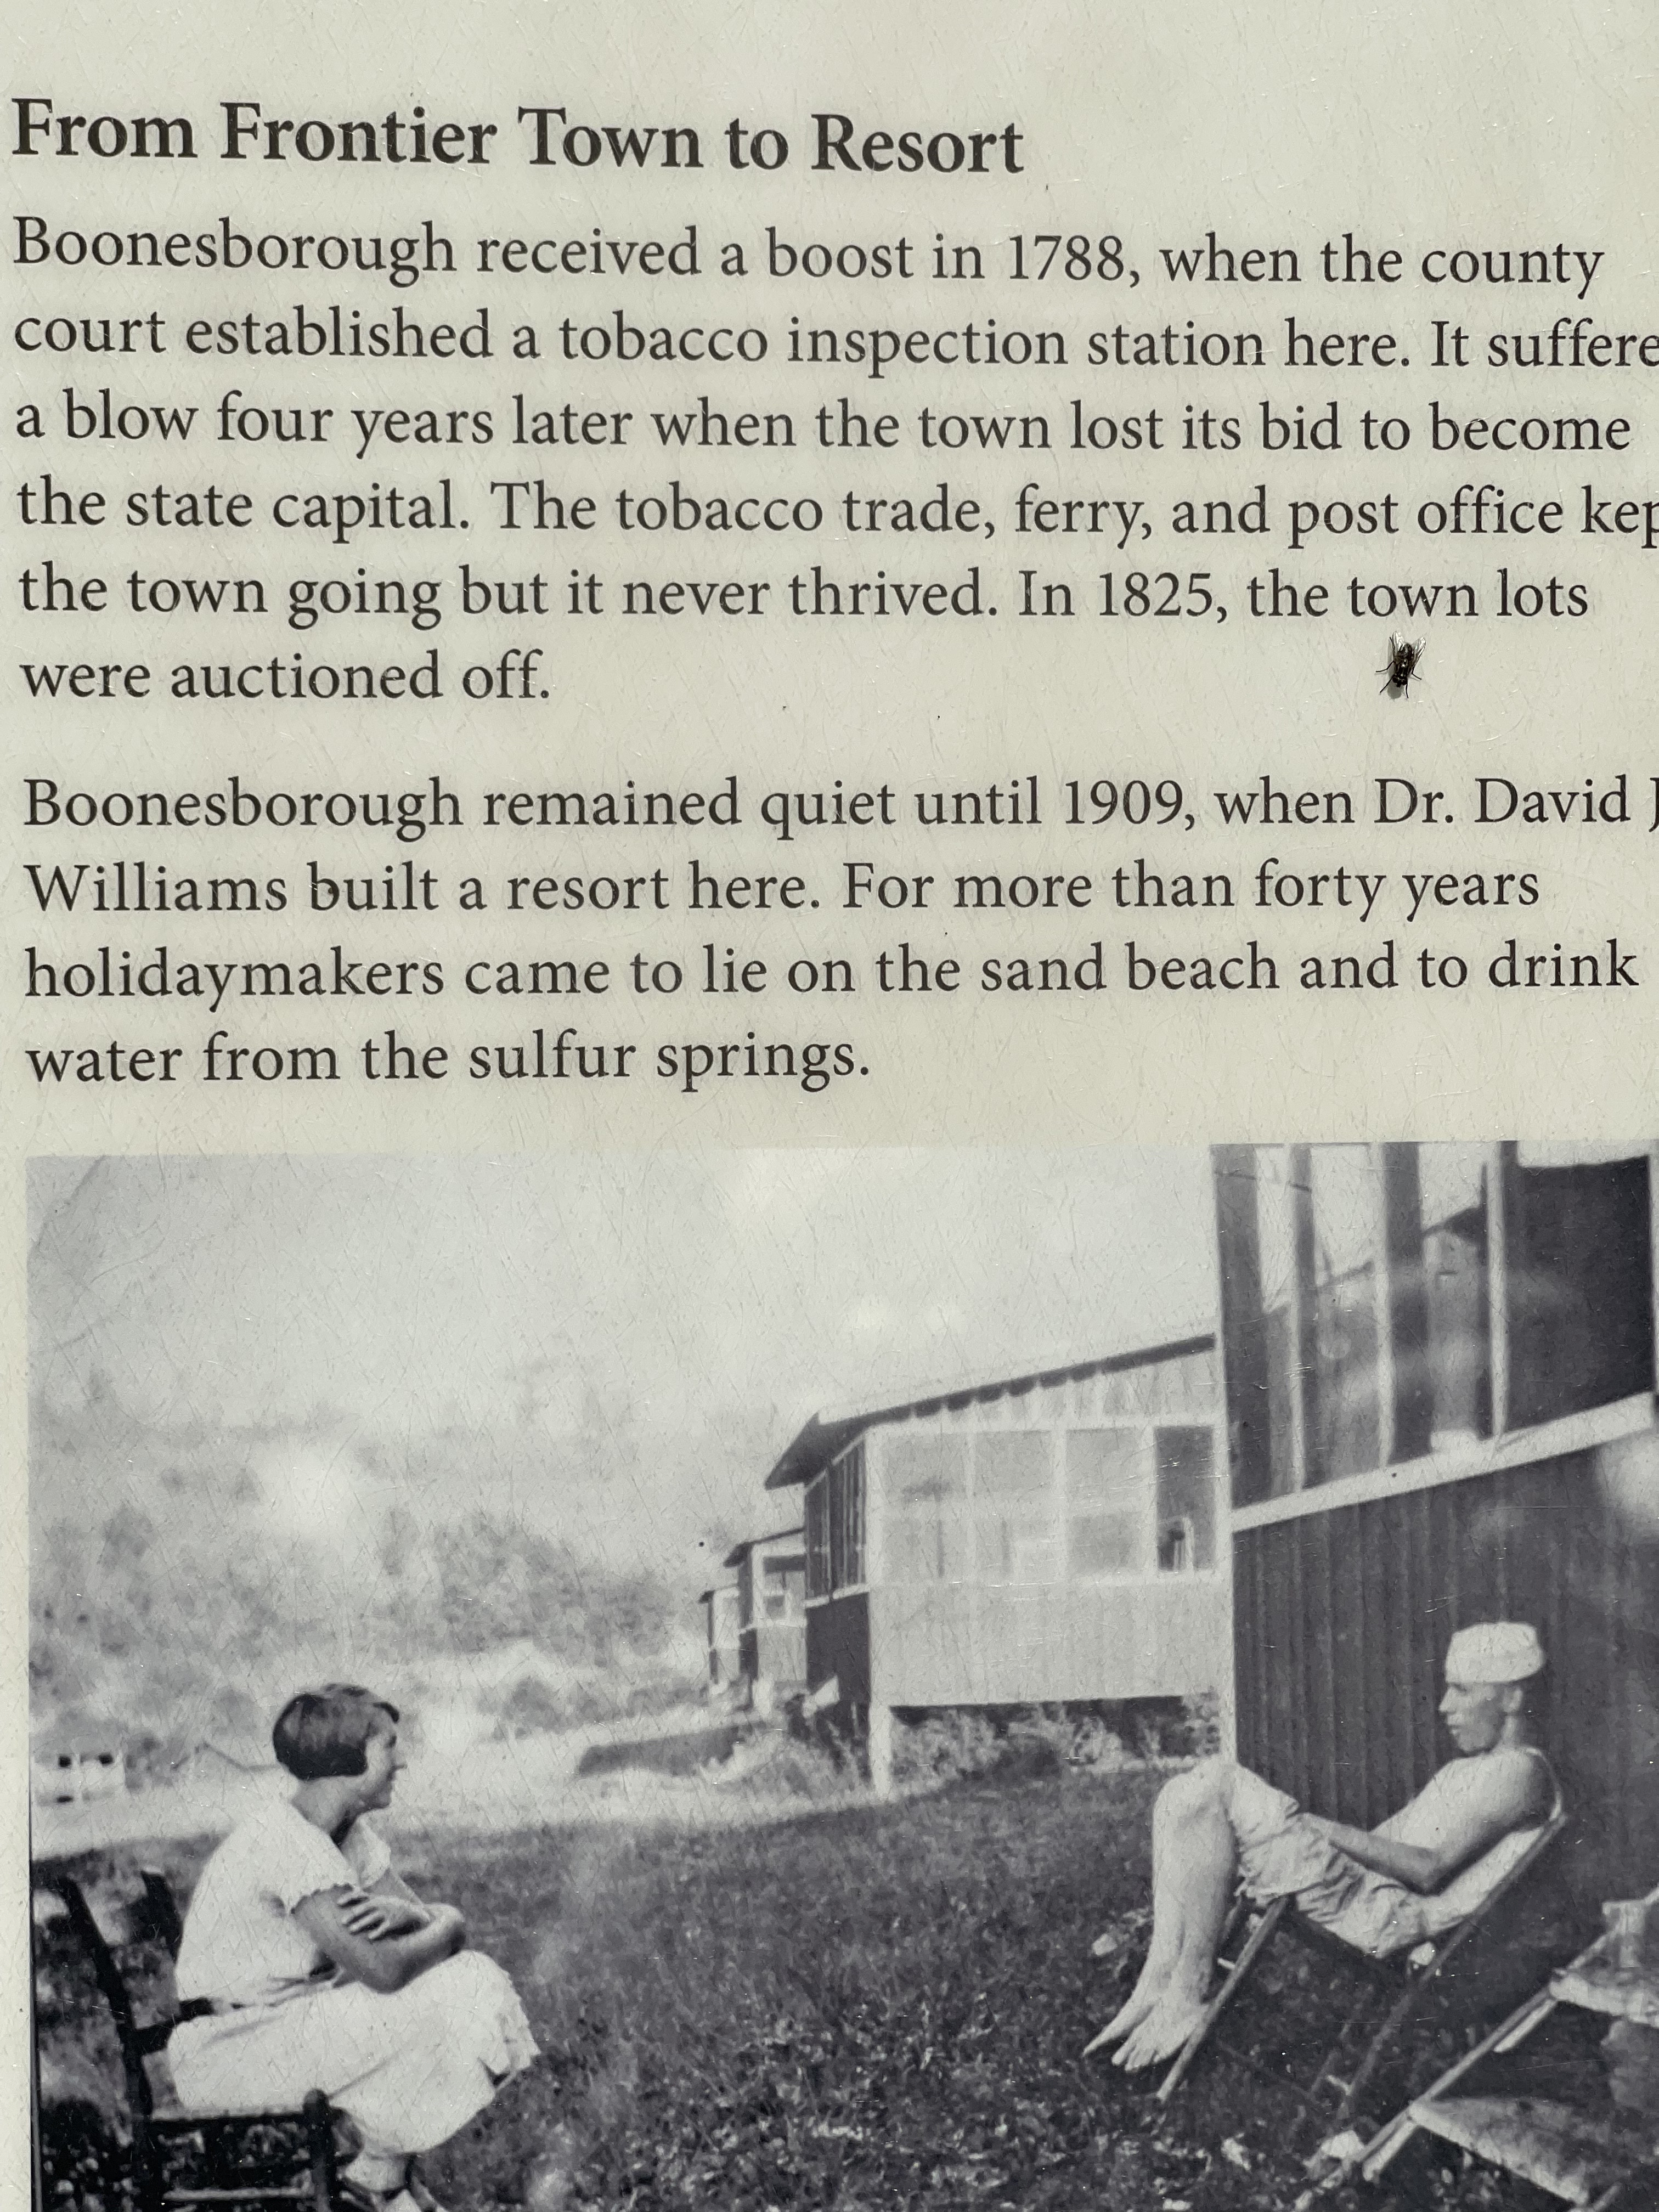 From Frontier Town to Resort
Boonesborough received a boost in 1788, when the county
court established a tobacco inspection station here. It suffere
a blow four years later when the town lost its bid to become
the state capital. The tobacco trade, ferry, and post office kep
the town going but it never thrived. In 1825, the town lots
were auctioned off.
Boonesborough remained quiet until 1909, when Dr. David J
Williams built a resort here. For more than forty years
holidaymakers came to lie on the sand beach and to drink
water from the sulfur springs.